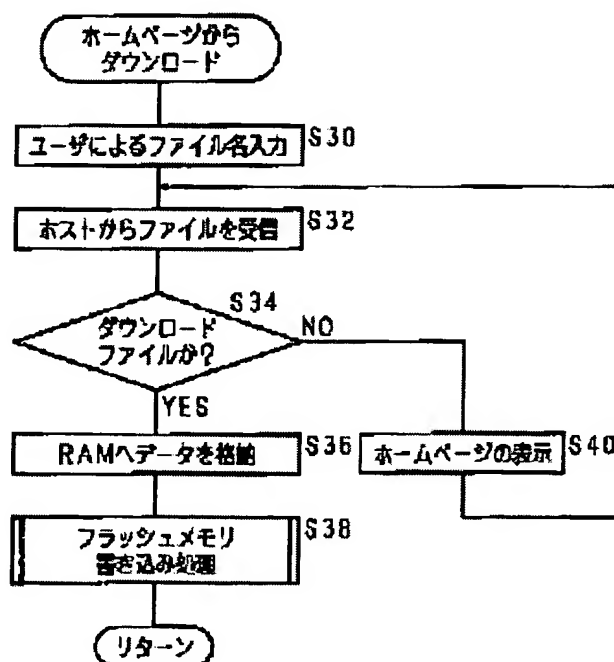 ホームページから
ダウンロード
ユーザによるファイル名入力
S30
ホストからファイルを受信
S32
S34
ダウンロード
ファイルか?
NO
YES
RAMへデータを格納
S36
ホームページの表示
S40
フラッシュメモリ
書き込み処理
S38
リターン